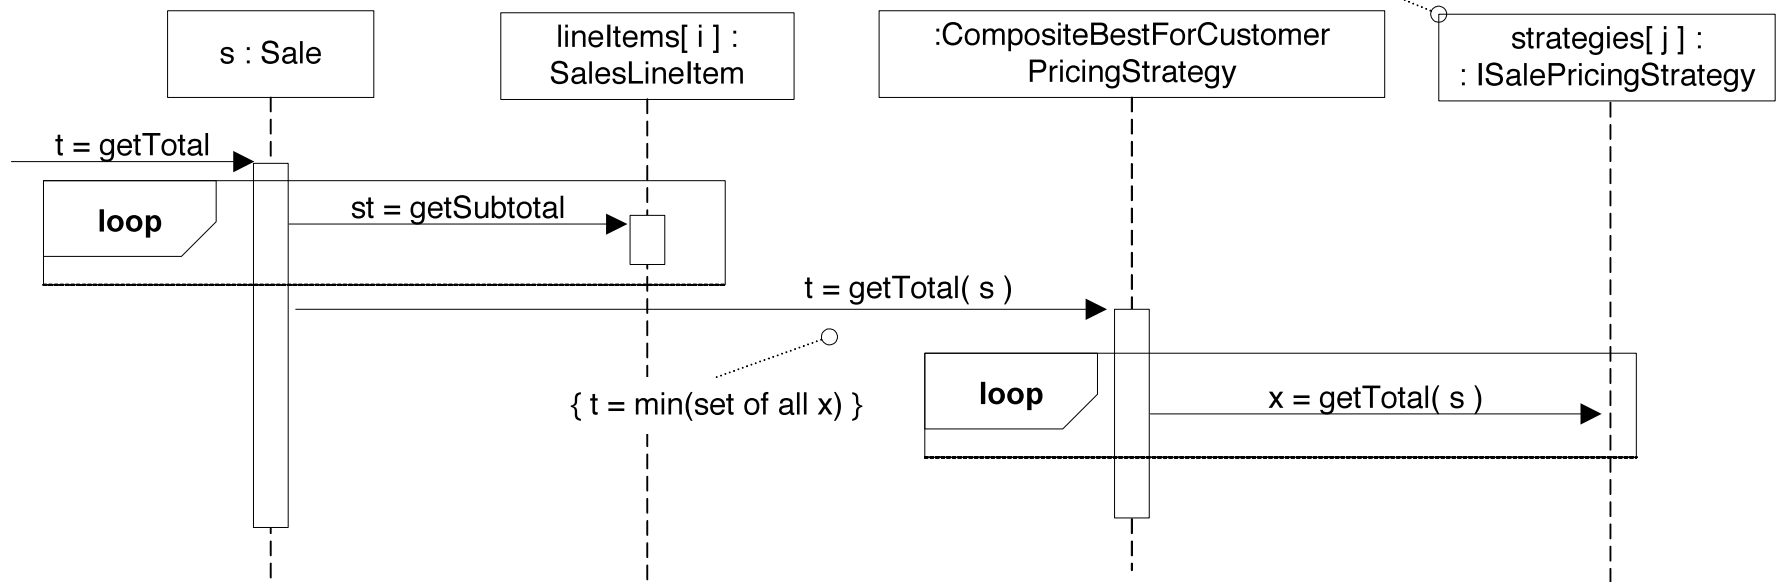 s : Sale
lineItems[ i ] :
SalesLineItem
:CompositeBestForCustomer
PricingStrategy
strategies[ j ] :
: ISalePricingStrategy
t = getTotal
loop
st = getSubtotal
t = getTotal( s )
{ t = min(set of all x) }
loop
x = getTotal( s )